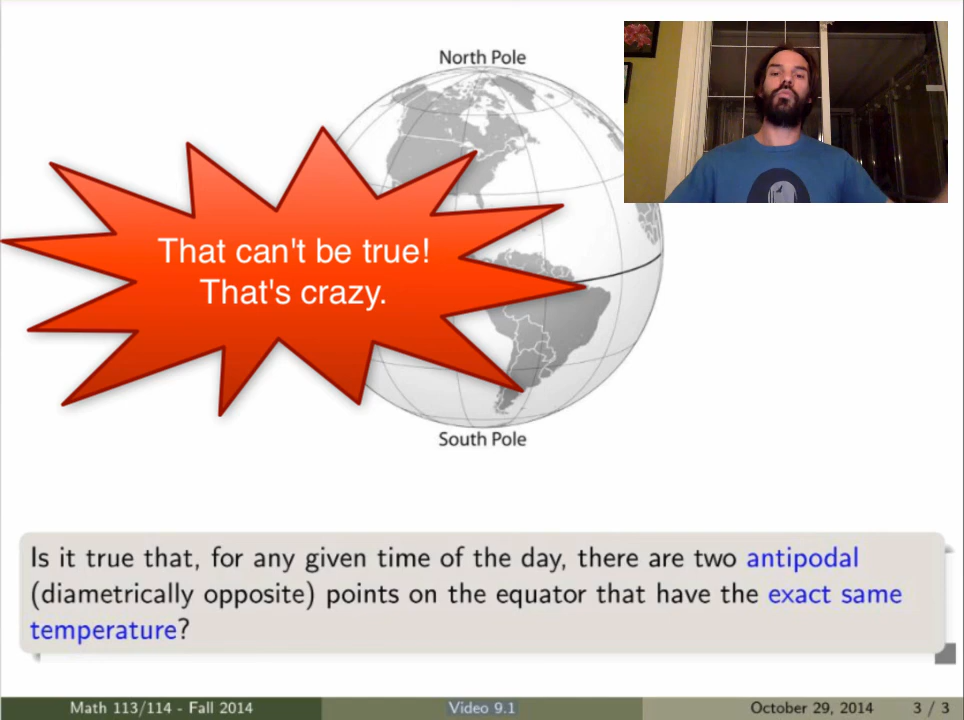 North Pole
That can't be true!
That's crazy.
South Pole
Is it true that, for any given time of the day, there are two antipodal
(diametrically opposite) points on the equator that have the exact same
temperature?
Math 113/114 - Fall 2014 Video 9.1 October 29, 2014 3 / 3